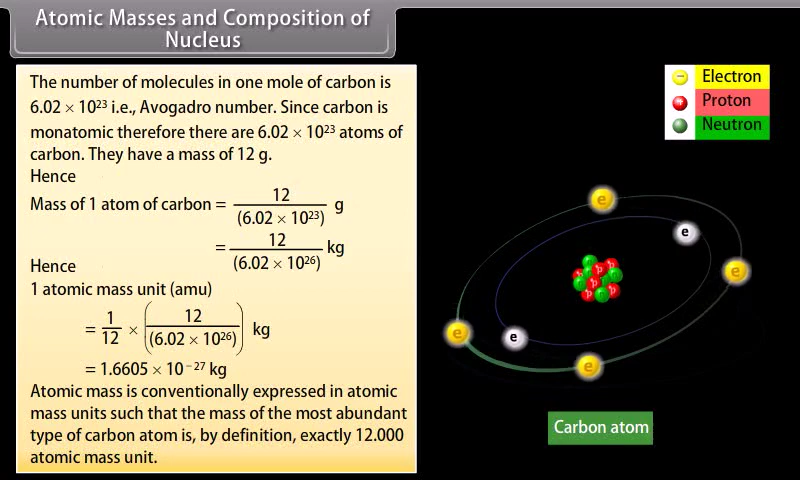 Atomic Masses and Composition of
Nucleus
The number of molecules in one mole of carbon is
6.02 × 10²³ i.e., Avogadro number. Since carbon is
monatomic therefore there are 6.02 × 10²³ atoms of
carbon. They have a mass of 12 g.
Hence
Mass of 1 atom of carbon = 12 / (6.02 × 10²³) g
= 12 / (6.02 × 10²⁶) kg
Hence
1 atomic mass unit (amu)
= 1/12 × (12 / (6.02 × 10²⁶)) kg
= 1.6605 × 10⁻²⁷ kg
Atomic mass is conventionally expressed in atomic
mass units such that the mass of the most abundant
type of carbon atom is, by definition, exactly 12.000
atomic mass unit.
− Electron
+ Proton
Neutron
e
e
e
e
e
e
Carbon atom